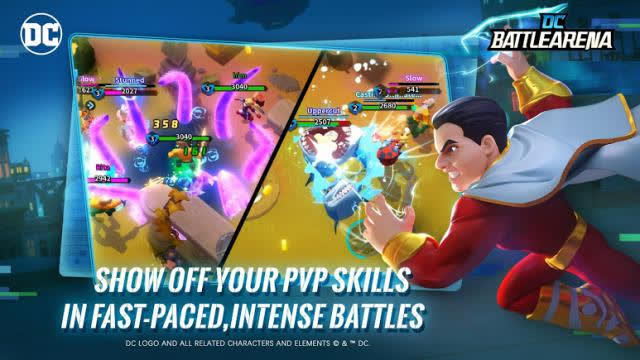 DC
DC
BATTLEARENA
Slow
Stunned
2027
3040
358
3040
2942
Slow
541
2680
Uppercut
2507
SHOW OFF YOUR PVP SKILLS
IN FAST-PACED,INTENSE BATTLES
DC LOGO AND ALL RELATED CHARACTERS AND ELEMENTS © & ™ DC.